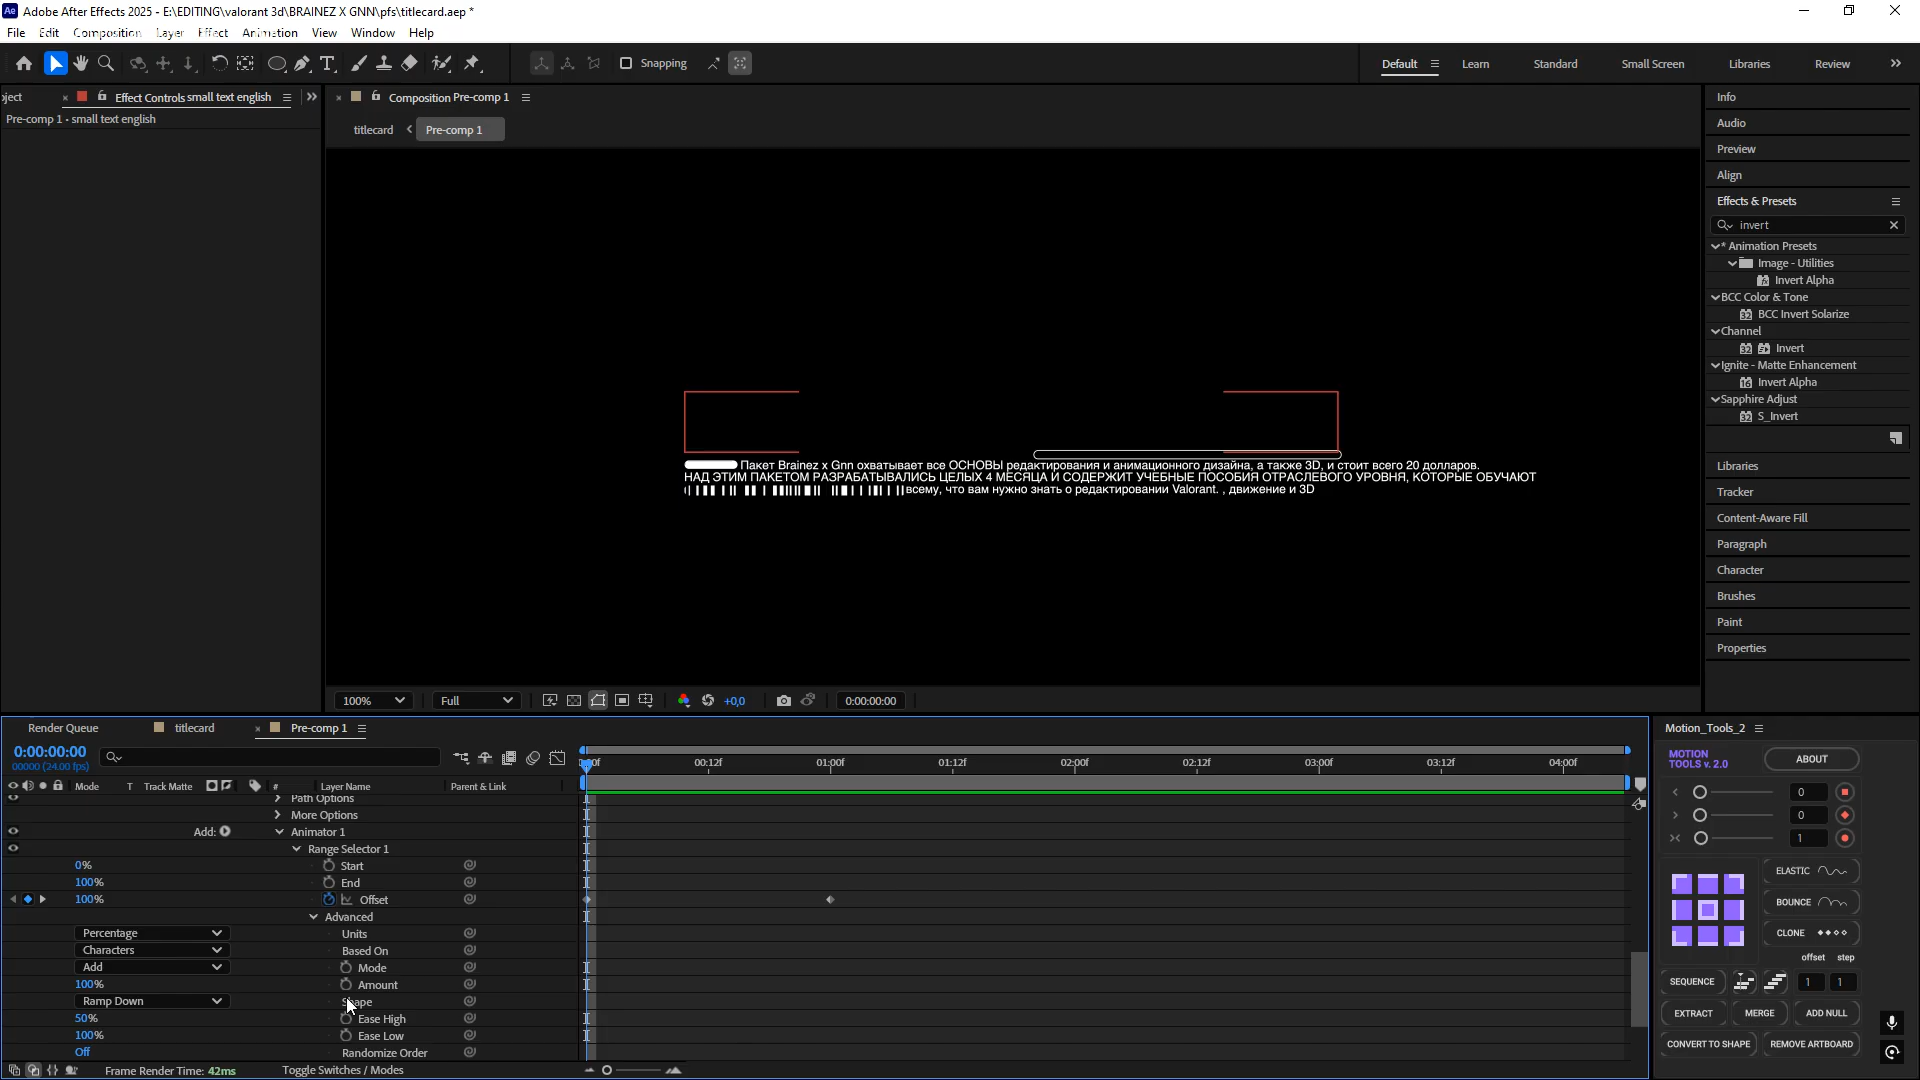 Adobe After Effects 2025 - E:\EDITING\valorant 3d\BRAINEZ X GNN\pfs\titlecard.aep *
File Edit Composition Layer Effect Animation View Window Help
Snapping
Default Learn Standard Small Screen Libraries Review
oject Effect Controls small text english
Pre-comp 1 • small text english
Composition Pre-comp 1
titlecard Pre-comp 1
Пакет Brainez x Gnn охватывает все ОСНОВЫ редактирования и анимационного дизайна, а также 3D, и стоит всего 20 долларов.
НАД ЭТИМ ПАКЕТОМ РАЗРАБАТЫВАЛИСЬ ЦЕЛЫХ 4 МЕСЯЦА И СОДЕРЖИТ УЧЕБНЫЕ ПОСОБИЯ ОТРАСЛЕВОГО УРОВНЯ, КОТОРЫЕ ОБУЧАЮТ
всему, что вам нужно знать о редактировании Valorant. , движение и 3D
100% Full +0,0 0:00:00:00
Info
Audio
Preview
Align
Effects & Presets
invert
* Animation Presets
Image - Utilities
Invert Alpha
BCC Color & Tone
BCC Invert Solarize
Channel
Invert
Ignite - Matte Enhancement
Invert Alpha
Sapphire Adjust
S_Invert
Libraries
Tracker
Content-Aware Fill
Paragraph
Character
Brushes
Paint
Properties
Render Queue titlecard Pre-comp 1
0:00:00:00
00000 (24.00 fps)
00:12f 01:00f 01:12f 02:00f 02:12f 03:00f 03:12f 04:00f
Mode T Track Matte # Layer Name Parent & Link
Path Options
More Options
Add: Animator 1
Range Selector 1
0% Start
100% End
100% Offset
Advanced
Percentage Units
Characters Based On
Add Mode
100% Amount
Ramp Down Shape
50% Ease High
100% Ease Low
Off Randomize Order
Frame Render Time: 42ms Toggle Switches / Modes
Motion_Tools_2
MOTION
TOOLS v. 2.0
ABOUT
0
0
1
ELASTIC
BOUNCE
CLONE
offset step
SEQUENCE 1 1
EXTRACT MERGE ADD NULL
CONVERT TO SHAPE REMOVE ARTBOARD